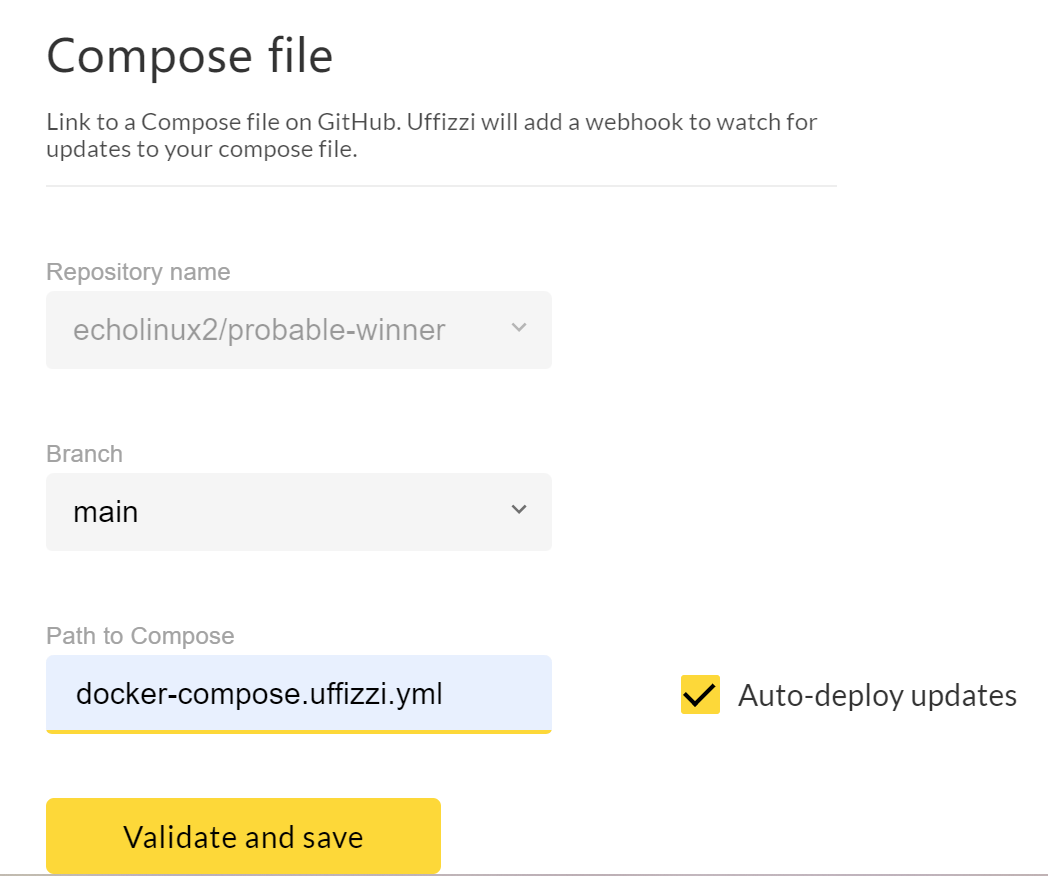 Compose file
Link to a Compose file on GitHub. Uffizzi will add a webhook to watch for
updates to your compose file.
Repository name
echolinux2/probable-winner
Branch
main
Path to Compose
docker-compose.uffizzi.yml
Auto-deploy updates
Validate and save